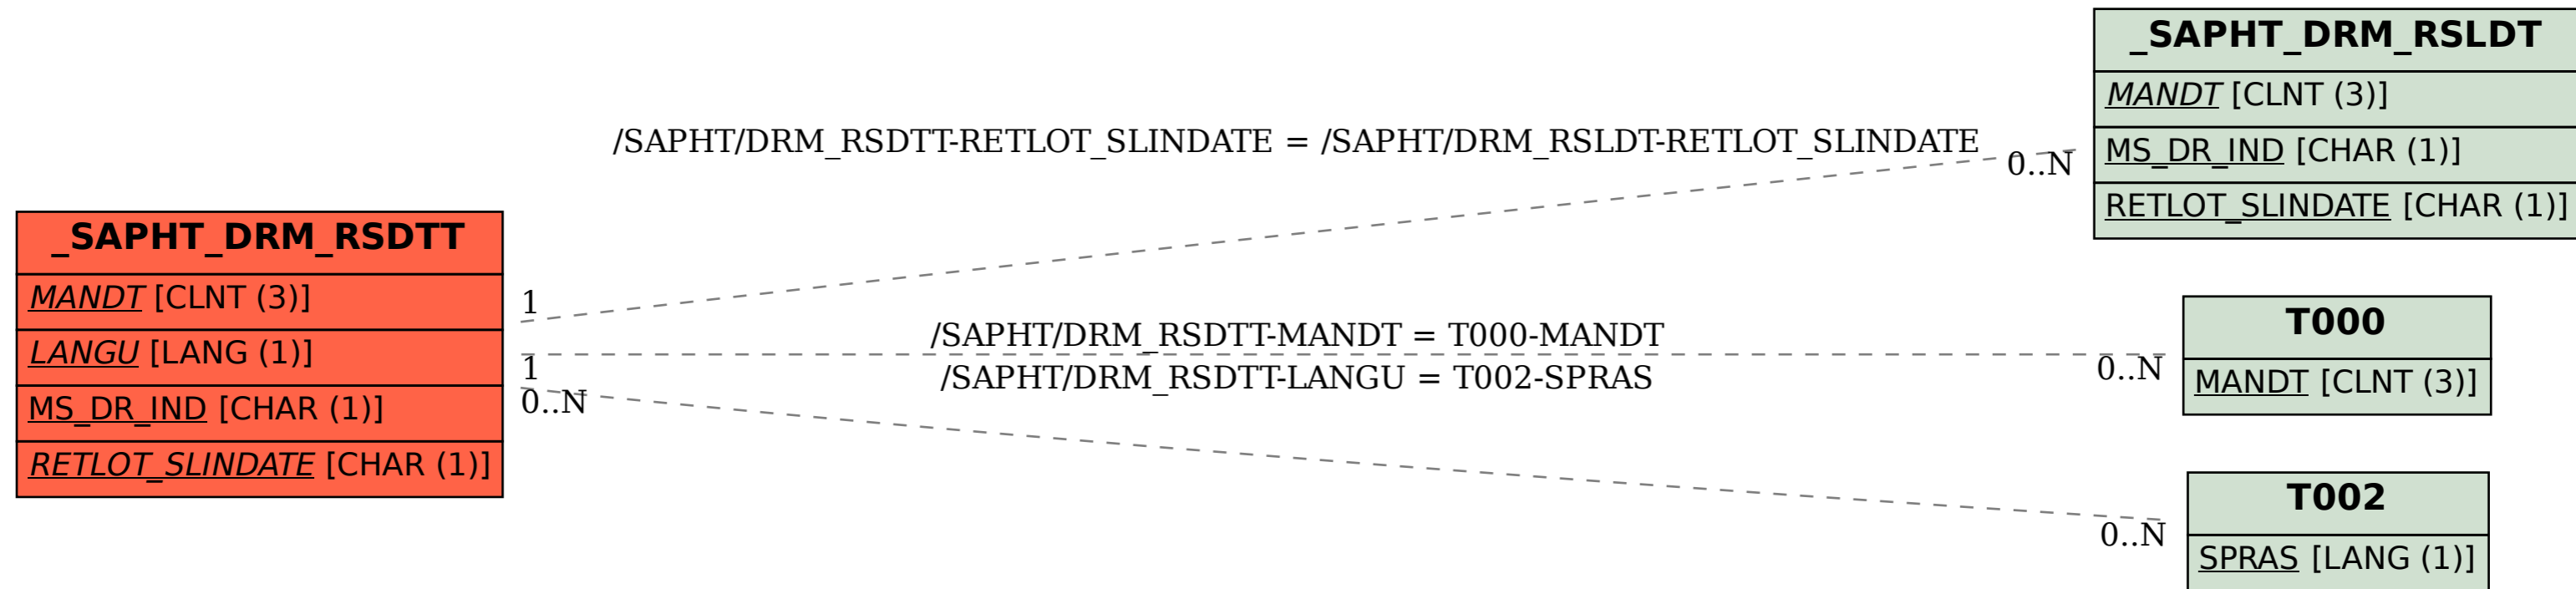 _SAPHT_DRM_RSLDT
MANDT [CLNT (3)]
MS_DR_IND [CHAR (1)]
RETLOT_SLINDATE [CHAR (1)]
/SAPHT/DRM_RSDTT-RETLOT_SLINDATE = /SAPHT/DRM_RSLDT-RETLOT_SLINDATE
0..N
1
_SAPHT_DRM_RSDTT
MANDT [CLNT (3)]
LANGU [LANG (1)]
MS_DR_IND [CHAR (1)]
RETLOT_SLINDATE [CHAR (1)]
/SAPHT/DRM_RSDTT-MANDT = T000-MANDT
1
0..N
T000
MANDT [CLNT (3)]
/SAPHT/DRM_RSDTT-LANGU = T002-SPRAS
0..N
0..N
T002
SPRAS [LANG (1)]